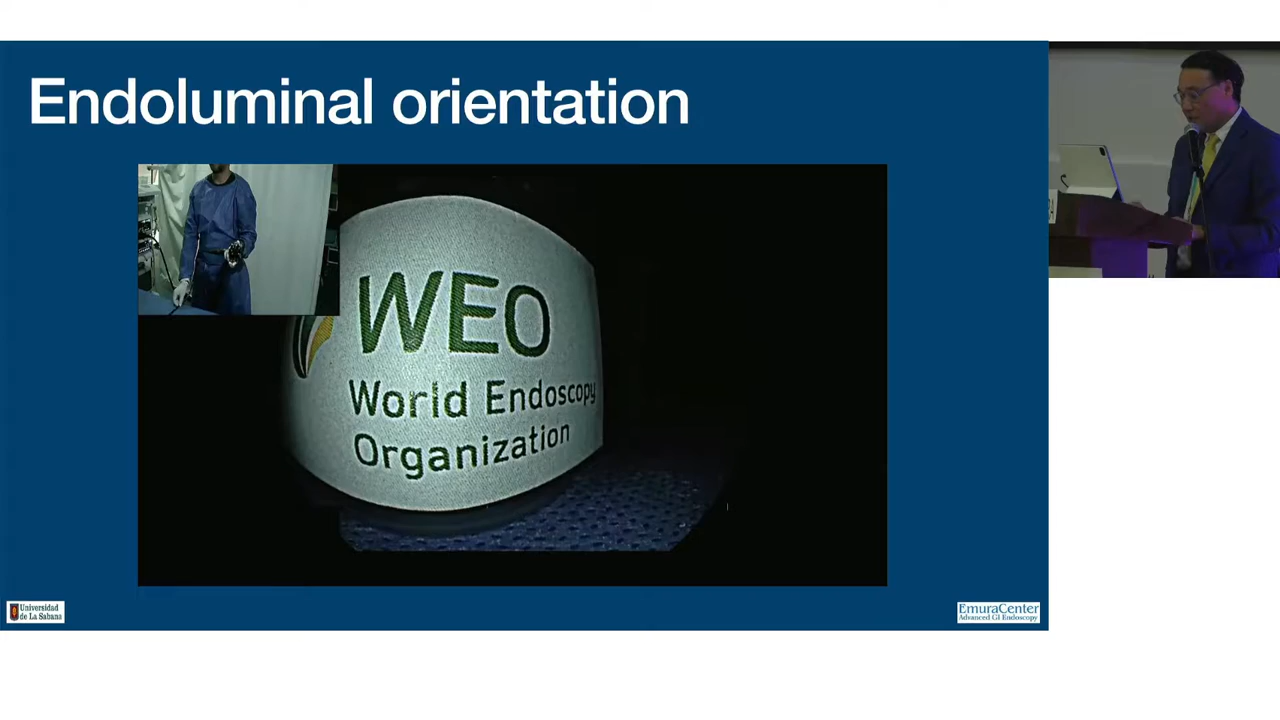 Endoluminal orientation
WEO
World Endoscopy
Organization
Universidad
de La Sabana
EmuraCenter
Advanced GI Endoscopy